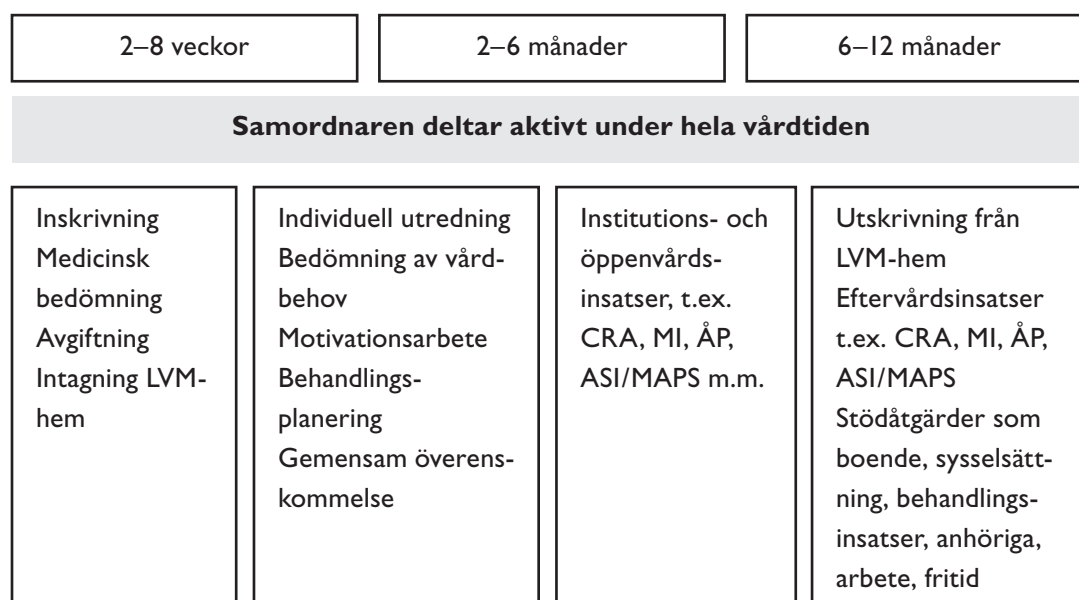 2–8 veckor
2–6 månader
6–12 månader
Samordnaren deltar aktivt under hela vårdtiden
Inskrivning
Medicinsk
bedömning
Avgiftning
Intagning LVM-
hem
Individuell utredning
Bedömning av vård-
behov
Motivationsarbete
Behandlings-
planering
Gemensam överens-
kommelse
Institutions- och
öppenvårds-
insatser, t.ex.
CRA, MI, ÅP,
ASI/MAPS m.m.
Utskrivning från
LVM-hem
Eftervårdsinsatser
t.ex. CRA, MI, ÅP,
ASI/MAPS
Stödåtgärder som
boende, sysselsätt-
ning, behandlings-
insatser, anhöriga,
arbete, fritid